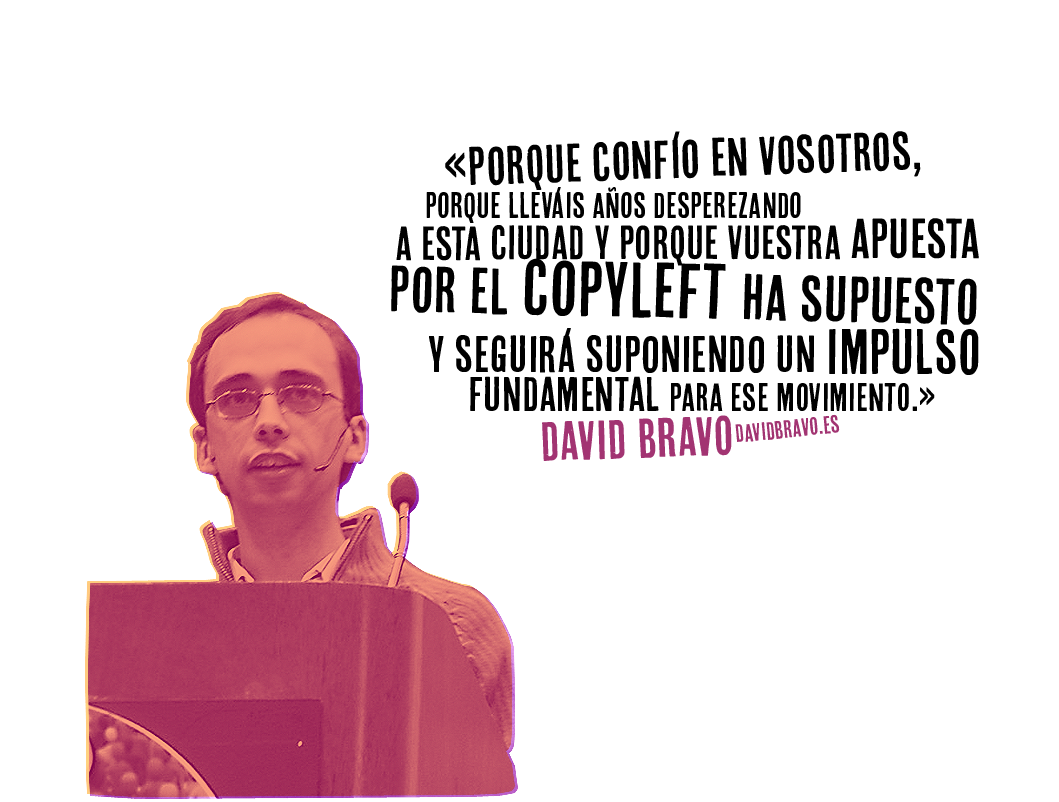 «PORQUE CONFÍO EN VOSOTROS,
PORQUE LLEVÁIS AÑOS DESPEREZANDO
A ESTA CIUDAD Y PORQUE VUESTRA APUESTA
POR EL COPYLEFT HA SUPUESTO
Y SEGUIRÁ SUPONIENDO UN IMPULSO
FUNDAMENTAL PARA ESE MOVIMIENTO.»
DAVID BRAVO DAVIDBRAVO.ES